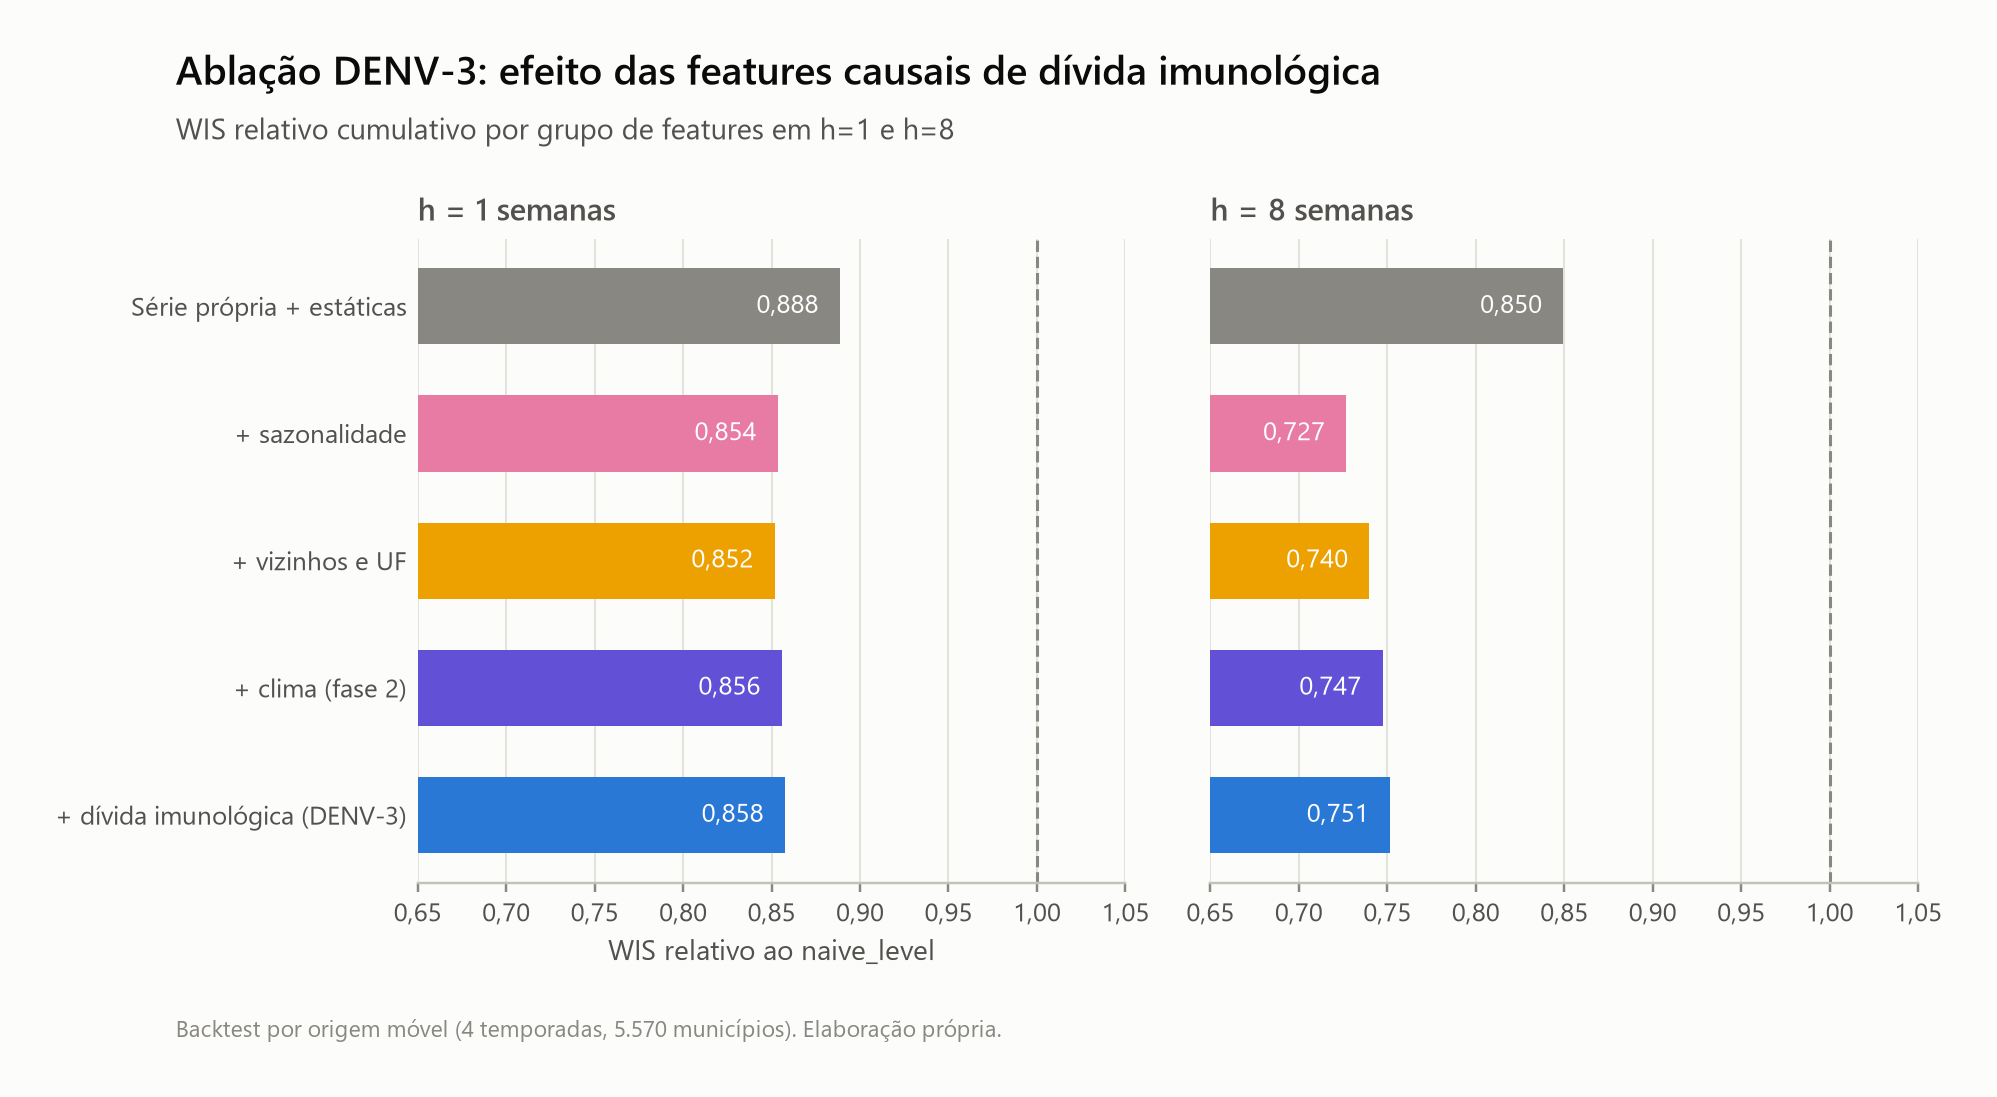 Ablação DENV-3: efeito das features causais de dívida imunológica
WIS relativo cumulativo por grupo de features em h=1 e h=8
h = 1 semanas
h = 8 semanas
Série própria + estáticas
0,888
0,850
+ sazonalidade
0,854
0,727
+ vizinhos e UF
0,852
0,740
+ clima (fase 2)
0,856
0,747
+ dívida imunológica (DENV-3)
0,858
0,751
0,65 0,70 0,75 0,80 0,85 0,90 0,95 1,00 1,05
0,65 0,70 0,75 0,80 0,85 0,90 0,95 1,00 1,05
WIS relativo ao naive_level
Backtest por origem móvel (4 temporadas, 5.570 municípios). Elaboração própria.